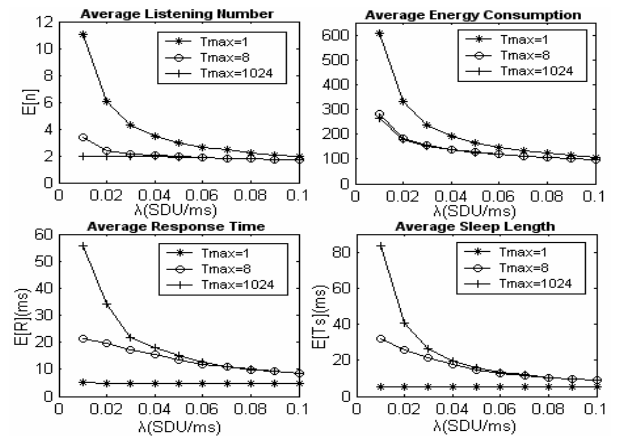 Average Listening Number
12
10
8
6
4
2
0
E[n]
Tmax=1
Tmax=8
Tmax=1024
0 0.02 0.04 0.06 0.08 0.1
λ(SDU/ms)
Average Energy Consumption
600
500
400
300
200
100
0
Tmax=1
Tmax=8
Tmax=1024
0 0.02 0.04 0.06 0.08 0.1
λ(SDU/ms)
Average Response Time
60
50
40
30
20
10
0
E[R](ms)
Tmax=1
Tmax=8
Tmax=1024
0 0.02 0.04 0.06 0.08 0.1
λ(SDU/ms)
Average Sleep Length
80
60
40
20
0
E[Ts](ms)
Tmax=1
Tmax=8
Tmax=1024
0 0.02 0.04 0.06 0.08 0.1
λ(SDU/ms)